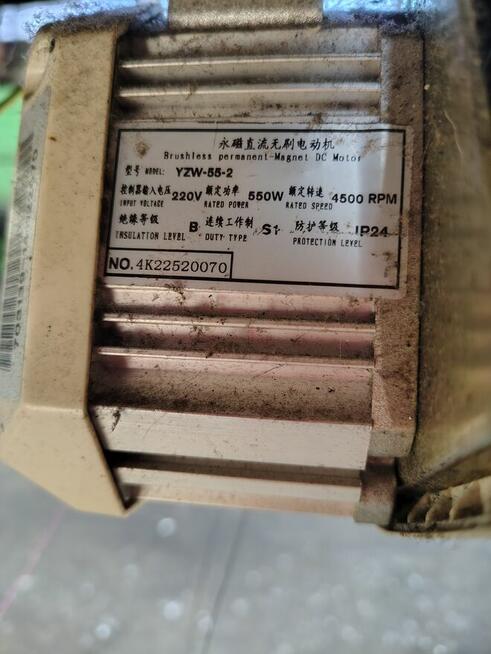 永磁直流无刷电动机
Brushless permanent-Magnet DC Motor
型号 MODEL: YZW-55-2
控制器输入电压 220V 额定功率 550W 额定转速 4500 RPM
INPUT VOLTAGE RATED POWER RATED SPEED
绝缘等级 B 连续工作制 S1 防护等级 IP24
INSULATION LEVEL DUTY TYPE PROTECTION LEVEL
NO. 4K22520070